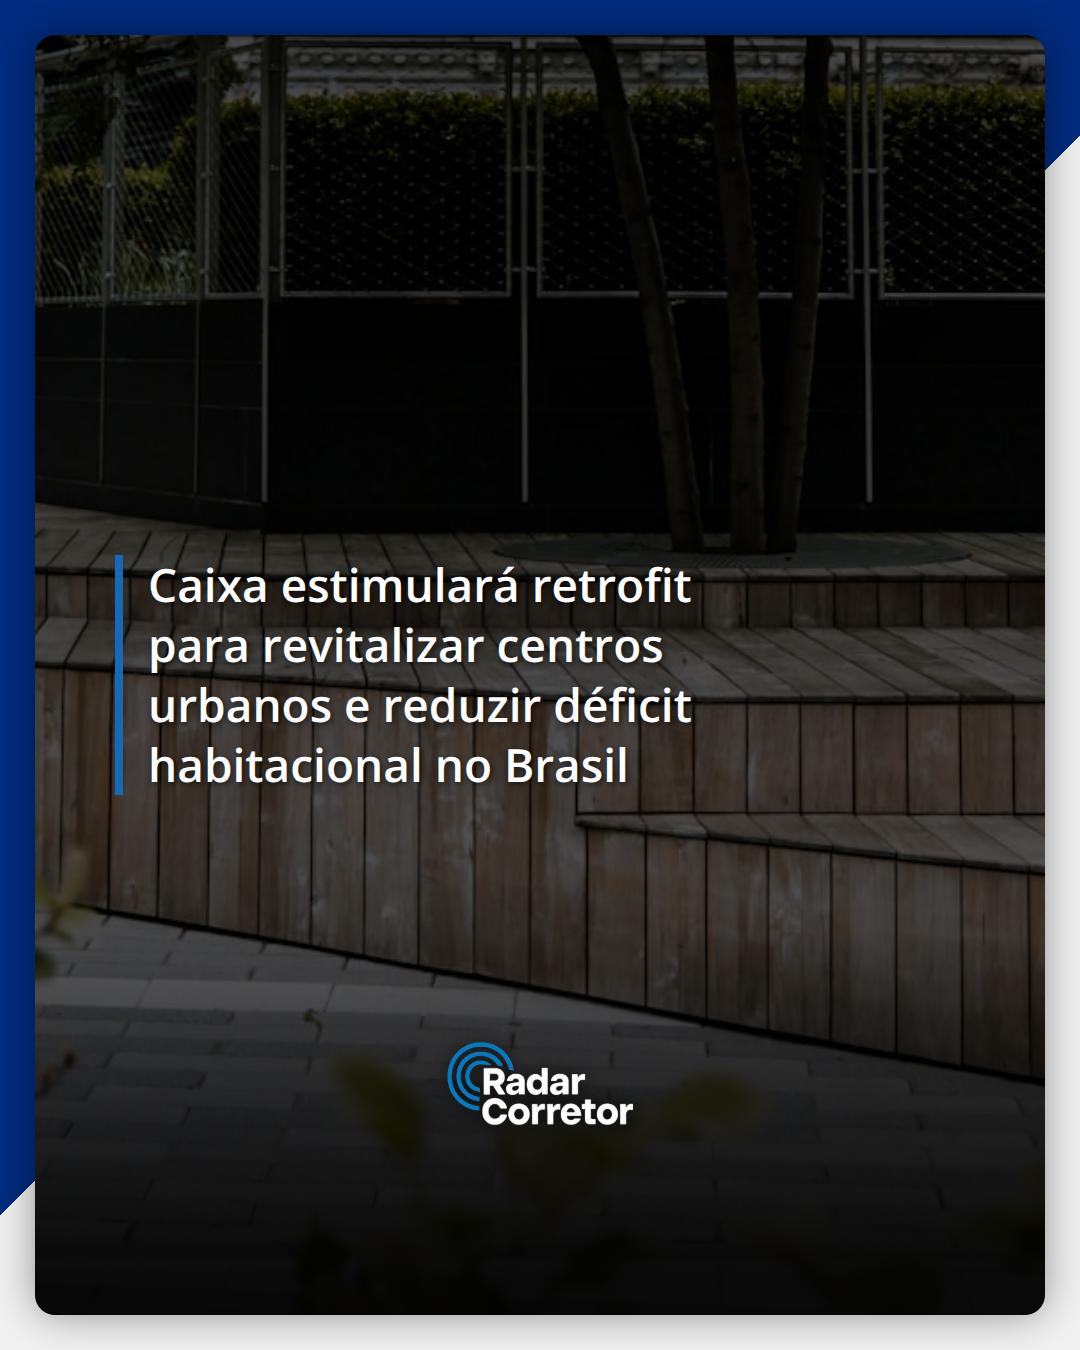 Caixa estimulará retrofit
para revitalizar centros
urbanos e reduzir déficit
habitacional no Brasil
Radar
Corretor